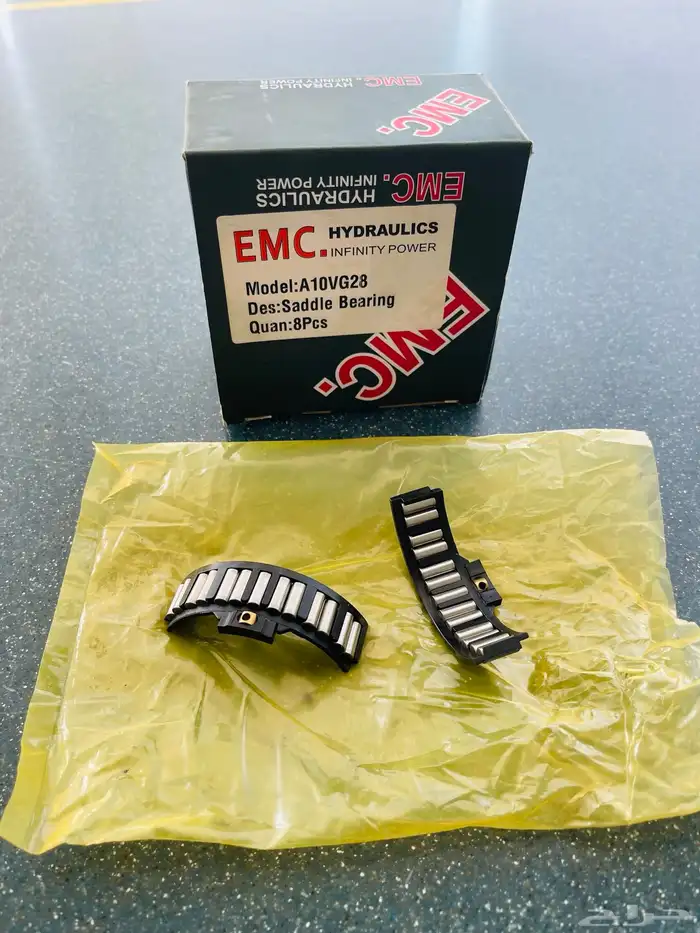 HYDRAULICS
INFINITY POWER
EMC.
EMC.
HYDRAULICS
INFINITY POWER
EMC.
EMC.
HYDRAULICS
INFINITY POWER
Model:A10VG28
Des:Saddle Bearing
Quan:8Pcs
EMC.
حراج